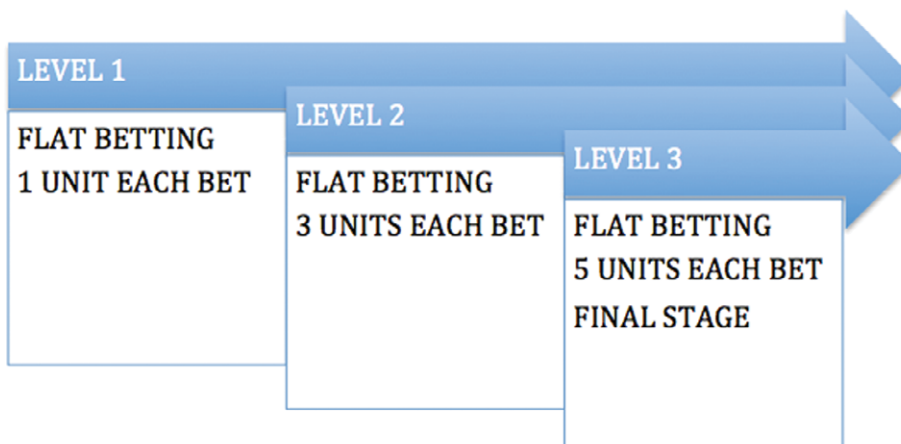 LEVEL 1
FLAT BETTING
1 UNIT EACH BET
LEVEL 2
FLAT BETTING
3 UNITS EACH BET
LEVEL 3
FLAT BETTING
5 UNITS EACH BET
FINAL STAGE